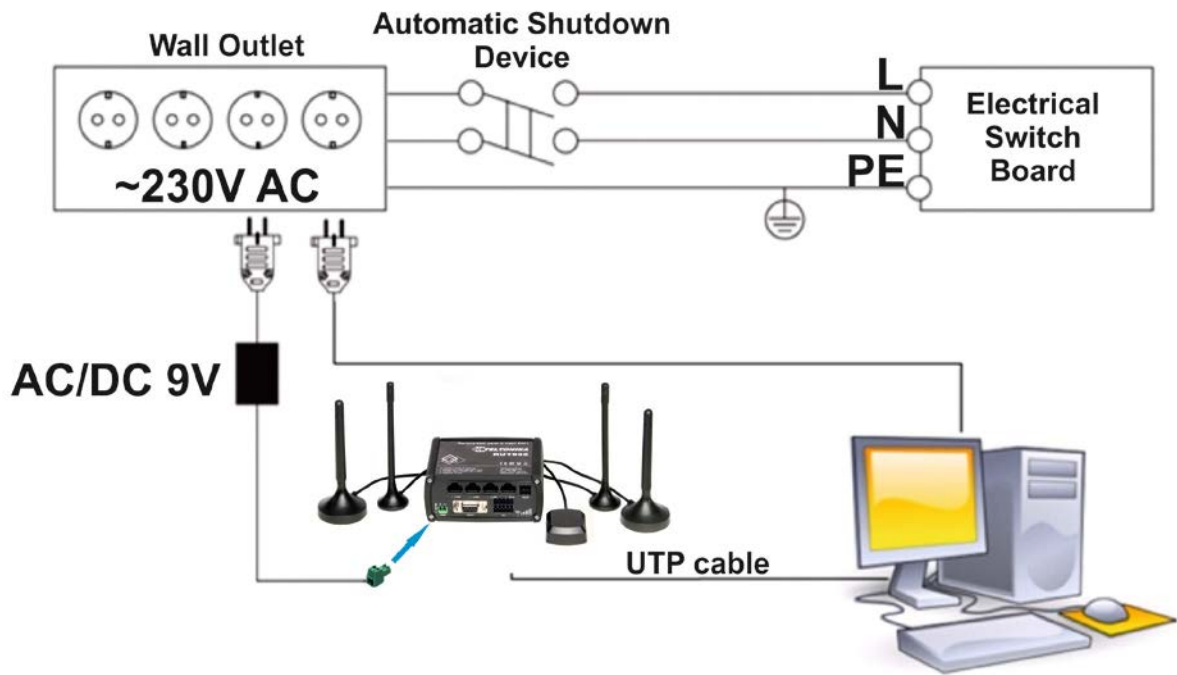 Wall Outlet
Automatic Shutdown
Device
~230V AC
L
N
PE
Electrical
Switch
Board
AC/DC 9V
UTP cable